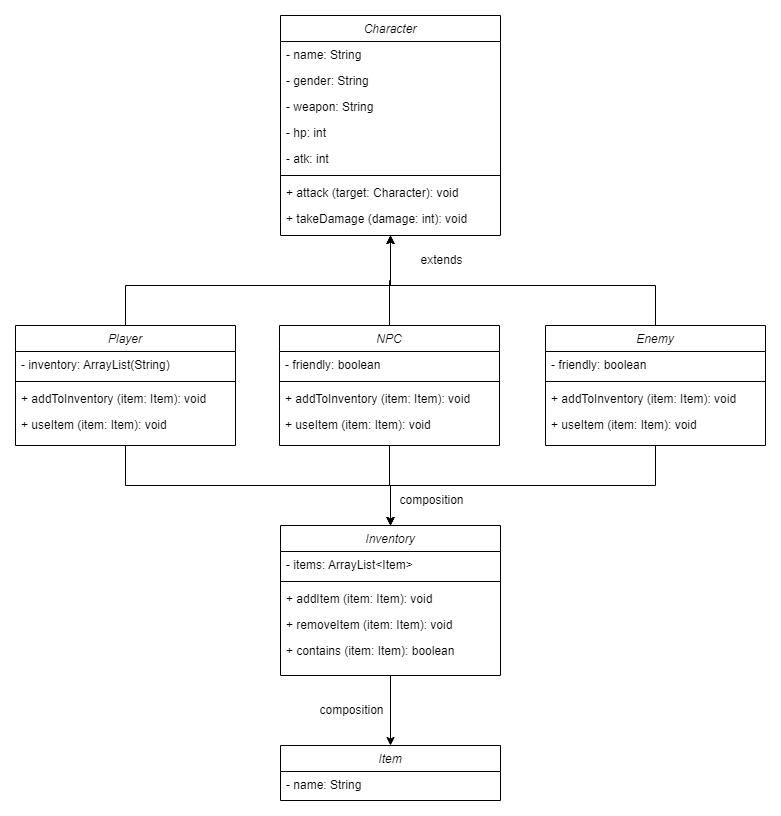 Character
- name: String
- gender: String
- weapon: String
- hp: int
- atk: int
+ attack (target: Character): void
+ takeDamage (damage: int): void
extends
Player
- inventory: ArrayList(String)
+ addToInventory (item: Item): void
+ useItem (item: Item): void
NPC
- friendly: boolean
+ addToInventory (item: Item): void
+ useItem (item: Item): void
Enemy
- friendly: boolean
+ addToInventory (item: Item): void
+ useItem (item: Item): void
composition
Inventory
- items: ArrayList<Item>
+ addItem (item: Item): void
+ removeItem (item: Item): void
+ contains (item: Item): boolean
composition
Item
- name: String